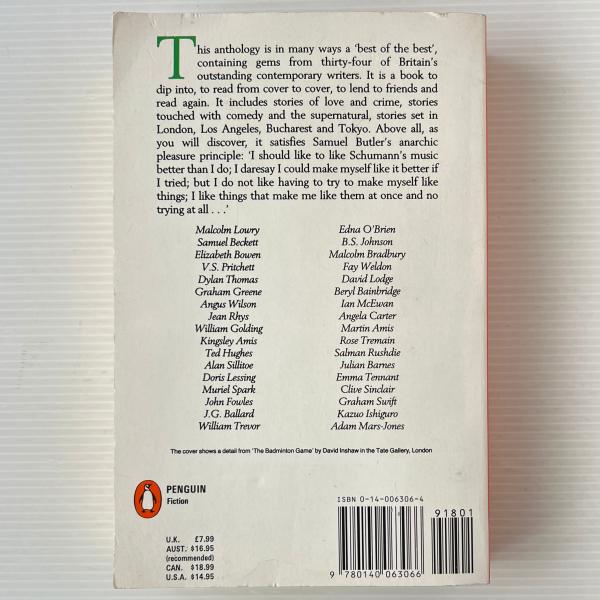 This anthology is in many ways a 'best of the best',
containing gems from thirty-four of Britain's
outstanding contemporary writers. It is a book to
dip into, to read from cover to cover, to lend to friends and
read again. It includes stories of love and crime, stories
touched with comedy and the supernatural, stories set in
London, Los Angeles, Bucharest and Tokyo. Above all, as
you will discover, it satisfies Samuel Butler's anarchic
pleasure principle: 'I should like to like Schumann's music
better than I do; I daresay I could make myself like it better if
I tried; but I do not like having to try to make myself like
things; I like things that make me like them at once and no
trying at all . . .'
Malcolm Lowry
Samuel Beckett
Elizabeth Bowen
V.S. Pritchett
Dylan Thomas
Graham Greene
Angus Wilson
Jean Rhys
William Golding
Kingsley Amis
Ted Hughes
Alan Sillitoe
Doris Lessing
Muriel Spark
John Fowles
J.G. Ballard
William Trevor
Edna O'Brien
B.S. Johnson
Malcolm Bradbury
Fay Weldon
David Lodge
Beryl Bainbridge
Ian McEwan
Angela Carter
Martin Amis
Rose Tremain
Salman Rushdie
Julian Barnes
Emma Tennant
Clive Sinclair
Graham Swift
Kazuo Ishiguro
Adam Mars-Jones
The cover shows a detail from 'The Badminton Game' by David Inshaw in the Tate Gallery, London
PENGUIN
Fiction
U.K. £7.99
AUST. $16.95
(recommended)
CAN. $18.99
U.S.A. $14.95
ISBN 0-14-006306-4
91801
9 780140 063066